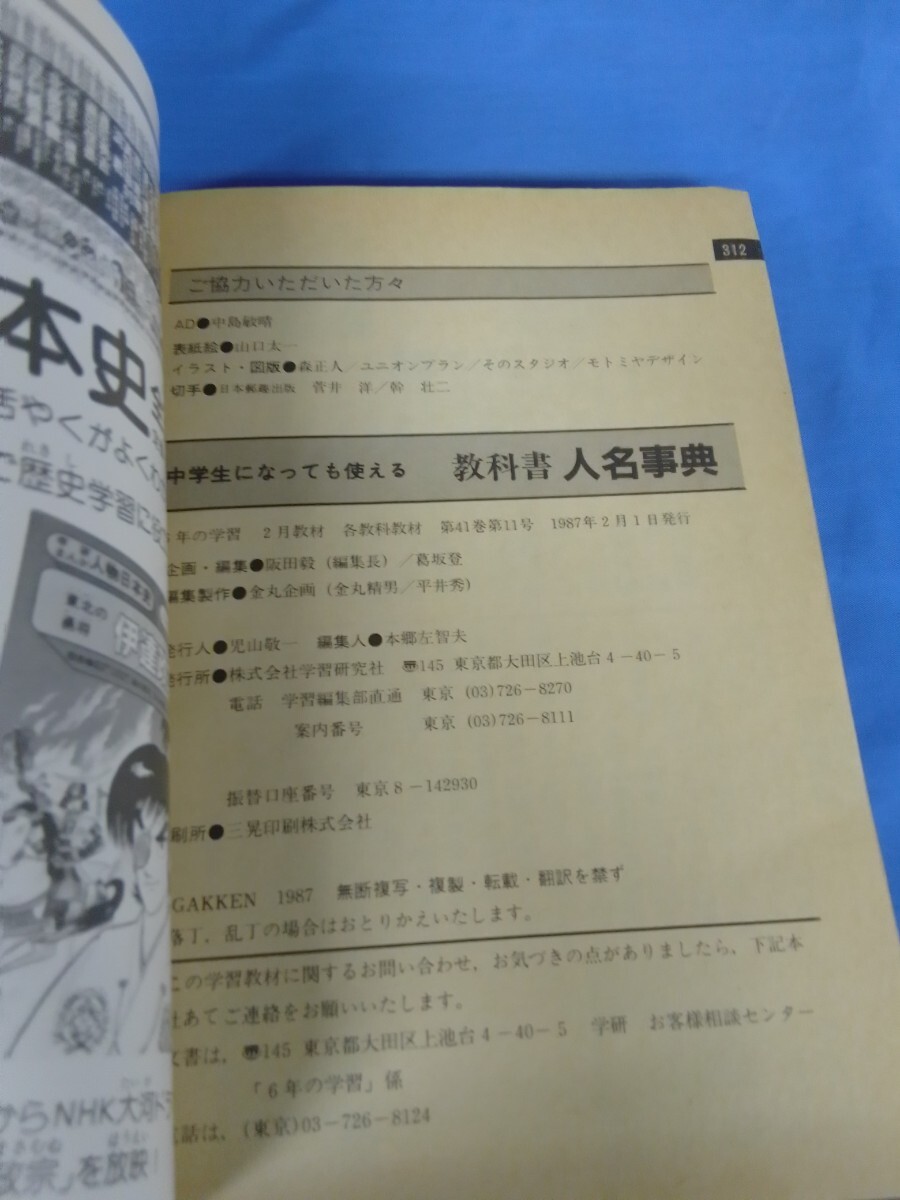 本史
歴史学習に
まんが人物日本史
東北の
伊達
からNHK大河ド
政宗」を放映
312
ご協力いただいた方々
AD●中島敏晴
表紙絵●山口太一
イラスト・図版●森正人／ユニオンプラン／そのスタジオ／モトミヤデザイン
切手●日本郵趣出版 菅井 洋／幹 壮二
中学生になっても使える 教科書 人名事典
年の学習 2月教材 各教科教材 第41巻第11号 1987年2月1日発行
企画・編集●阪田毅（編集長）／葛坂登
編集製作●金丸企画（金丸精男／平井秀）
発行人●児山敬一 編集人●本郷左智夫
発行所●株式会社学習研究社 〠145 東京都大田区上池台4－40－5
電話 学習編集部直通 東京（03）726－8270
案内番号 東京（03）726－8111
振替口座番号 東京8－142930
刷所●三晃印刷株式会社
GAKKEN 1987 無断複写・複製・転載・翻訳を禁ず
落丁，乱丁の場合はおとりかえいたします。
この学習教材に関するお問い合わせ，お気づきの点がありましたら，下記本
社あてご連絡をお願いいたします。
文書は，〠145 東京都大田区上池台4－40－5 学研 お客様相談センター
「6年の学習」係
電話は，（東京）03－726－8124